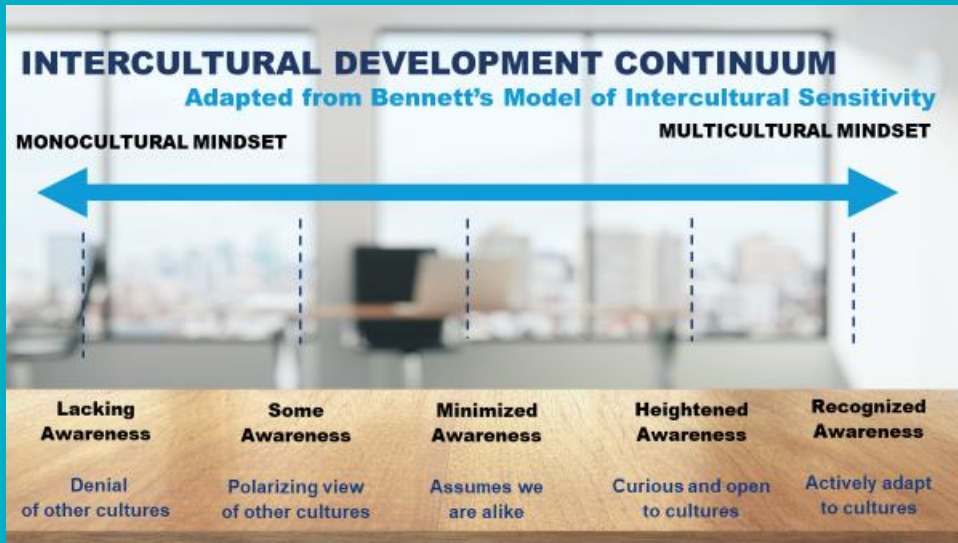 INTERCULTURAL DEVELOPMENT CONTINUUM
Adapted from Bennett's Model of Intercultural Sensitivity
MONOCULTURAL MINDSET
MULTICULTURAL MINDSET
Lacking
Awareness
Denial
of other cultures
Some
Awareness
Polarizing view
of other cultures
Minimized
Awareness
Assumes we
are alike
Heightened
Awareness
Curious and open
to cultures
Recognized
Awareness
Actively adapt
to cultures